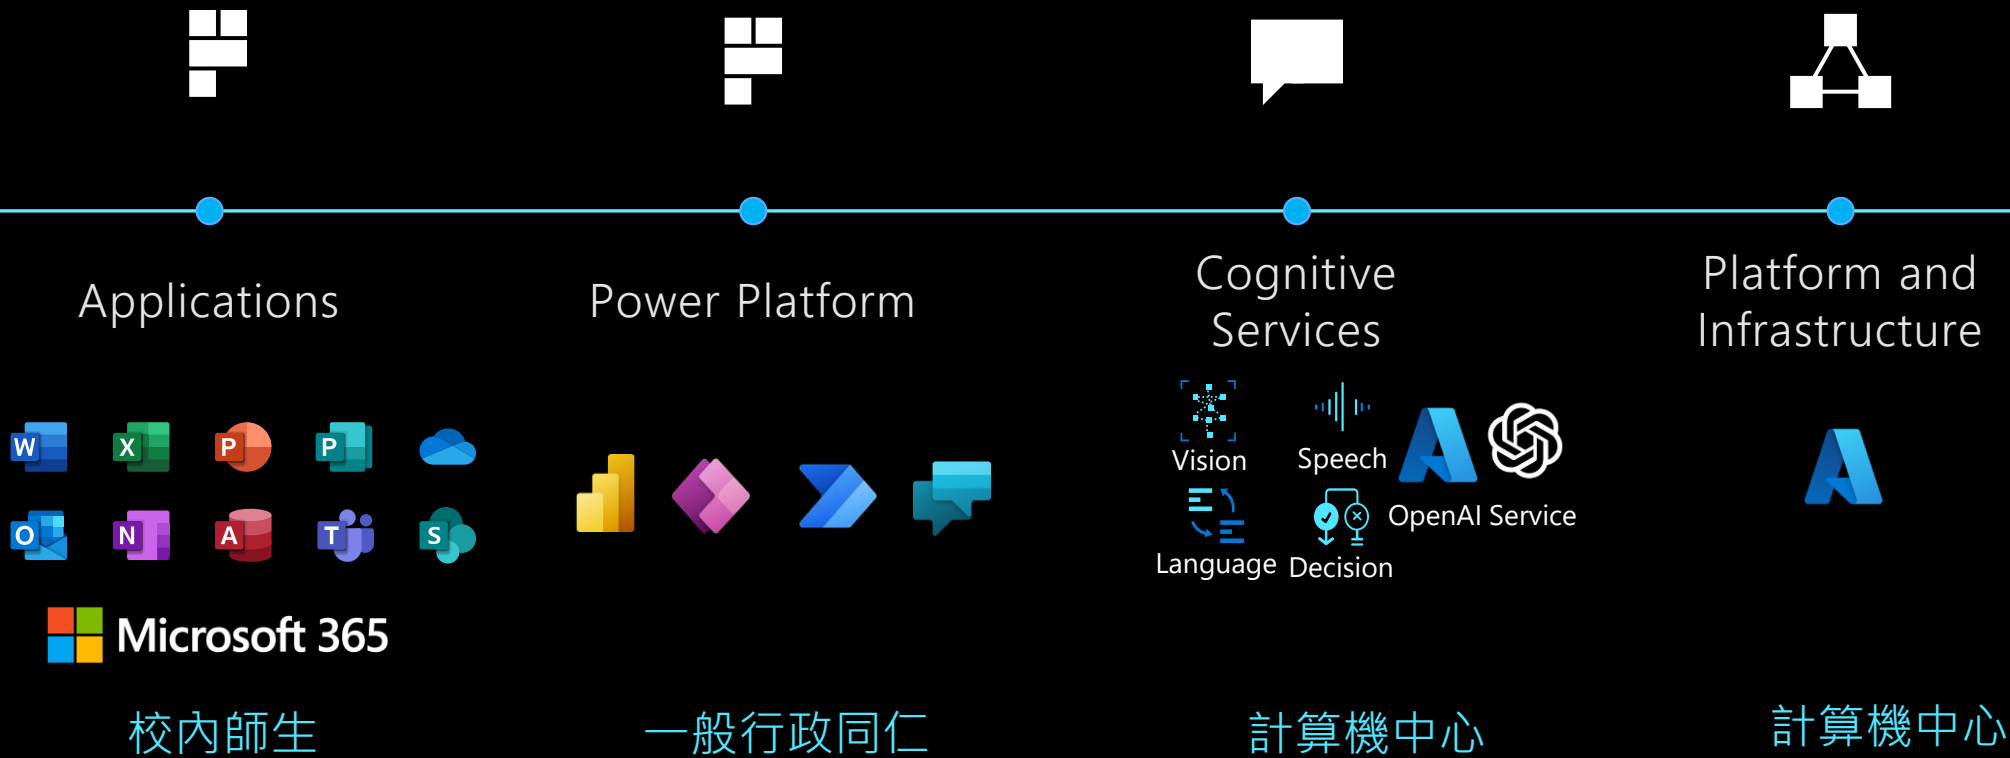 Applications
Power Platform
Cognitive
Services
Platform and
Infrastructure
W
X
P
P
O
N
A
T
S
Vision
Speech
Language
Decision
OpenAI Service
Microsoft 365
校內師生
一般行政同仁
計算機中心
計算機中心